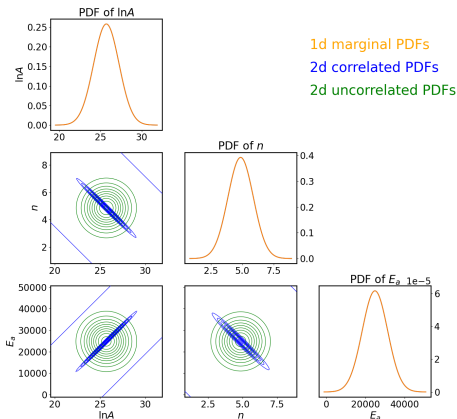 PDF of lnA
lnA
0.25
0.20
0.15
0.10
0.05
0.00
20 25 30
1d marginal PDFs
2d correlated PDFs
2d uncorrelated PDFs
n
8
6
4
2
20 25 30
PDF of n
0.4
0.3
0.2
0.1
0.0
2.5 5.0 7.5
E_a
50000
40000
30000
20000
10000
0
20 25 30
lnA
2.5 5.0 7.5
n
PDF of E_a 1e−5
6
4
2
0
0 20000 40000
E_a